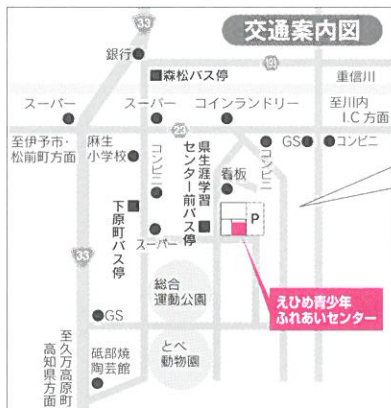 交通案内図
33
銀行
森松バス停
193
重信川
スーパー
スーパー
コインランドリー
至川内
I.C 方面
23
至伊予市・
松前町方面
麻生
小学校
コンビニ
県生涯学習
センター前バス停
看板
コンビニ
GS
コンビニ
P
下原町バス停
スーパー
33
総合
運動公園
えひめ青少年
ふれあいセンター
GS
至久万高原町
高知県方面
砥部焼
陶芸館
とべ
動物園